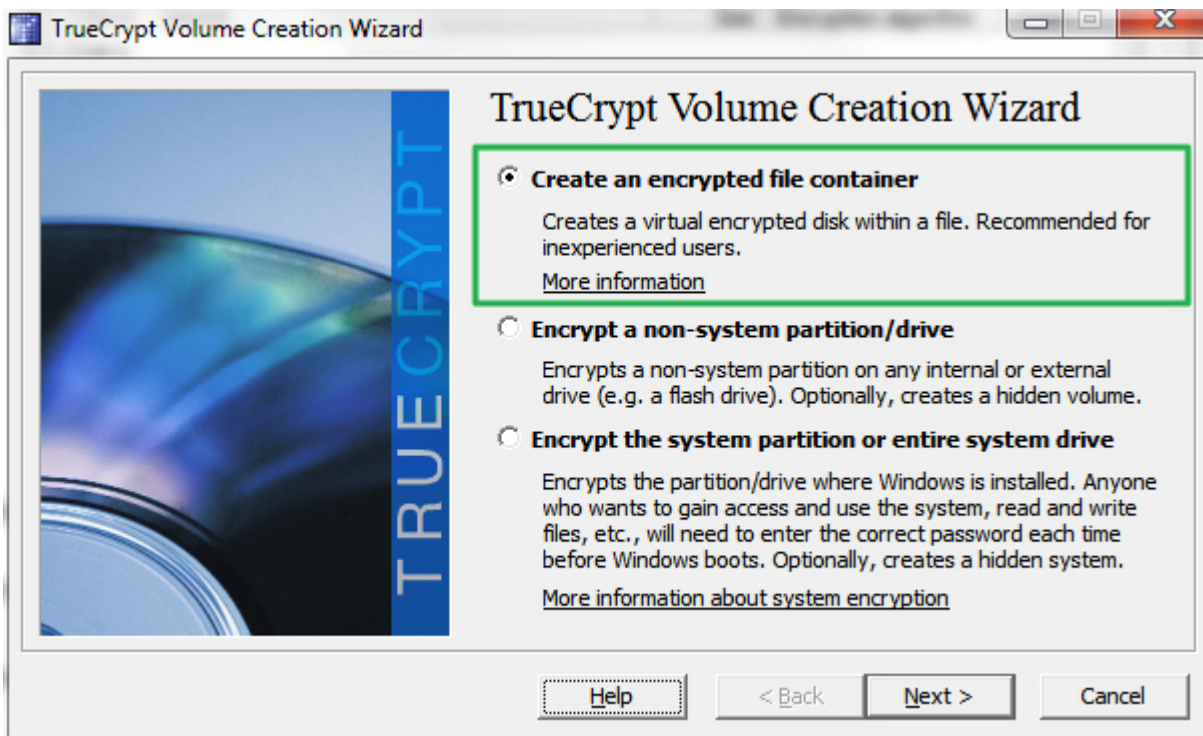 TrueCrypt Volume Creation Wizard
TRUECRYPT
TrueCrypt Volume Creation Wizard
Create an encrypted file container
Creates a virtual encrypted disk within a file. Recommended for
inexperienced users.
More information
Encrypt a non-system partition/drive
Encrypts a non-system partition on any internal or external
drive (e.g. a flash drive). Optionally, creates a hidden volume.
Encrypt the system partition or entire system drive
Encrypts the partition/drive where Windows is installed. Anyone
who wants to gain access and use the system, read and write
files, etc., will need to enter the correct password each time
before Windows boots. Optionally, creates a hidden system.
More information about system encryption
Help
< Back
Next >
Cancel